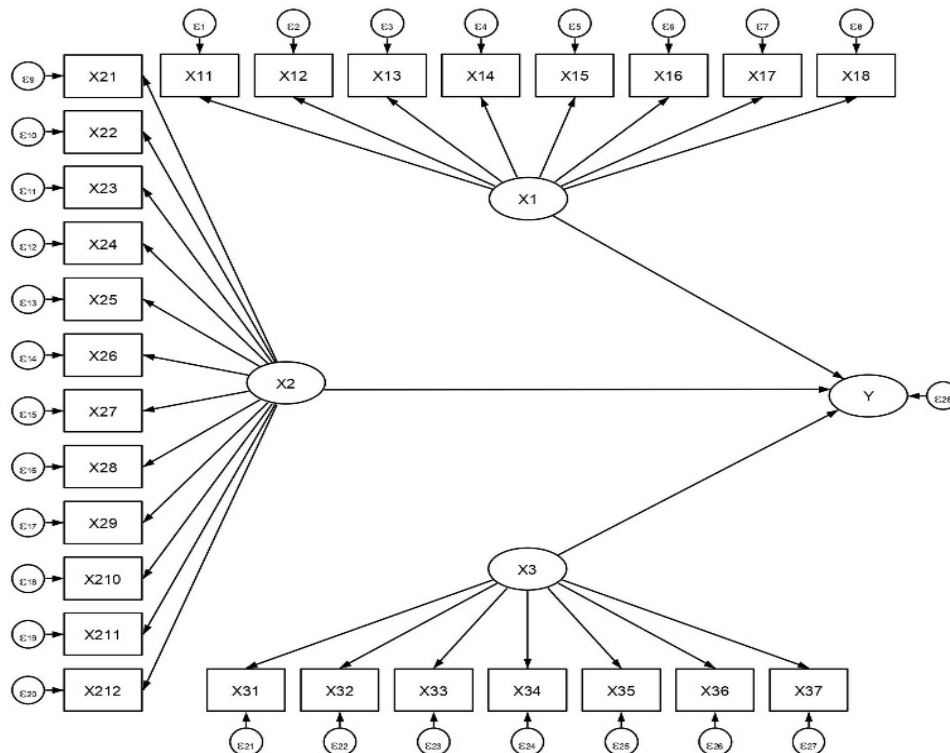 ε1 ε2 ε3 ε4 ε5 ε6 ε7 ε8
ε9 X21 X11 X12 X13 X14 X15 X16 X17 X18
ε10 X22
ε11 X23
X1
ε12 X24
ε13 X25
ε14 X26
X2
Y ε28
ε15 X27
ε16 X28
ε17 X29
X3
ε18 X210
ε19 X211
ε20 X212 X31 X32 X33 X34 X35 X36 X37
ε21 ε22 ε23 ε24 ε25 ε26 ε27